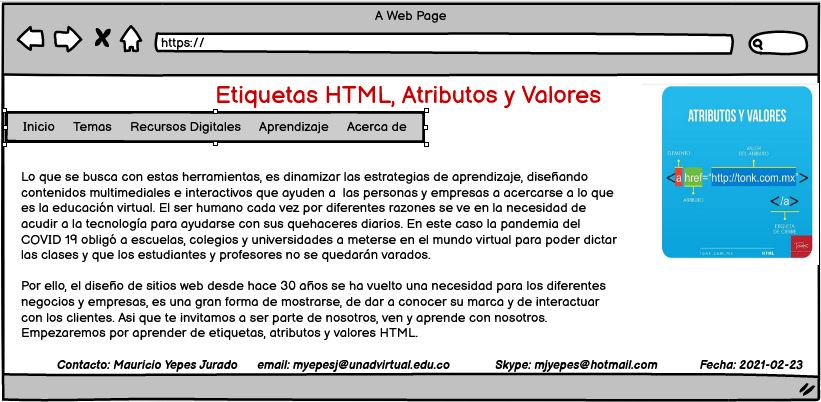 A Web Page
https://
Etiquetas HTML, Atributos y Valores
Inicio Temas Recursos Digitales Aprendizaje Acerca de
Lo que se busca con estas herramientas, es dinamizar las estrategias de aprendizaje, diseñando
contenidos multimediales e interactivos que ayuden a las personas y empresas a acercarse a lo que
es la educación virtual. El ser humano cada vez por diferentes razones se ve en la necesidad de
acudir a la tecnología para ayudarse con sus quehaceres diarios. En este caso la pandemia del
COVID 19 obligó a escuelas, colegios y universidades a meterse en el mundo virtual para poder dictar
las clases y que los estudiantes y profesores no se quedarán varados.
Por ello, el diseño de sitios web desde hace 30 años se ha vuelto una necesidad para los diferentes
negocios y empresas, es una gran forma de mostrarse, de dar a conocer su marca y de interactuar
con los clientes. Asi que te invitamos a ser parte de nosotros, ven y aprende con nosotros.
Empezaremos por aprender de etiquetas, atributos y valores HTML.
ATRIBUTOS Y VALORES
ELEMENTO
VALOR
DEL ATRIBUTO
<a href="http://tonk.com.mx">
ATRIBUTO
</a>
ETIQUETA
DE CIERRE
TONK.COM.MX HTML
Contacto: Mauricio Yepes Jurado email: myepesj@unadvirtual.edu.co Skype: mjyepes@hotmail.com Fecha: 2021-02-23